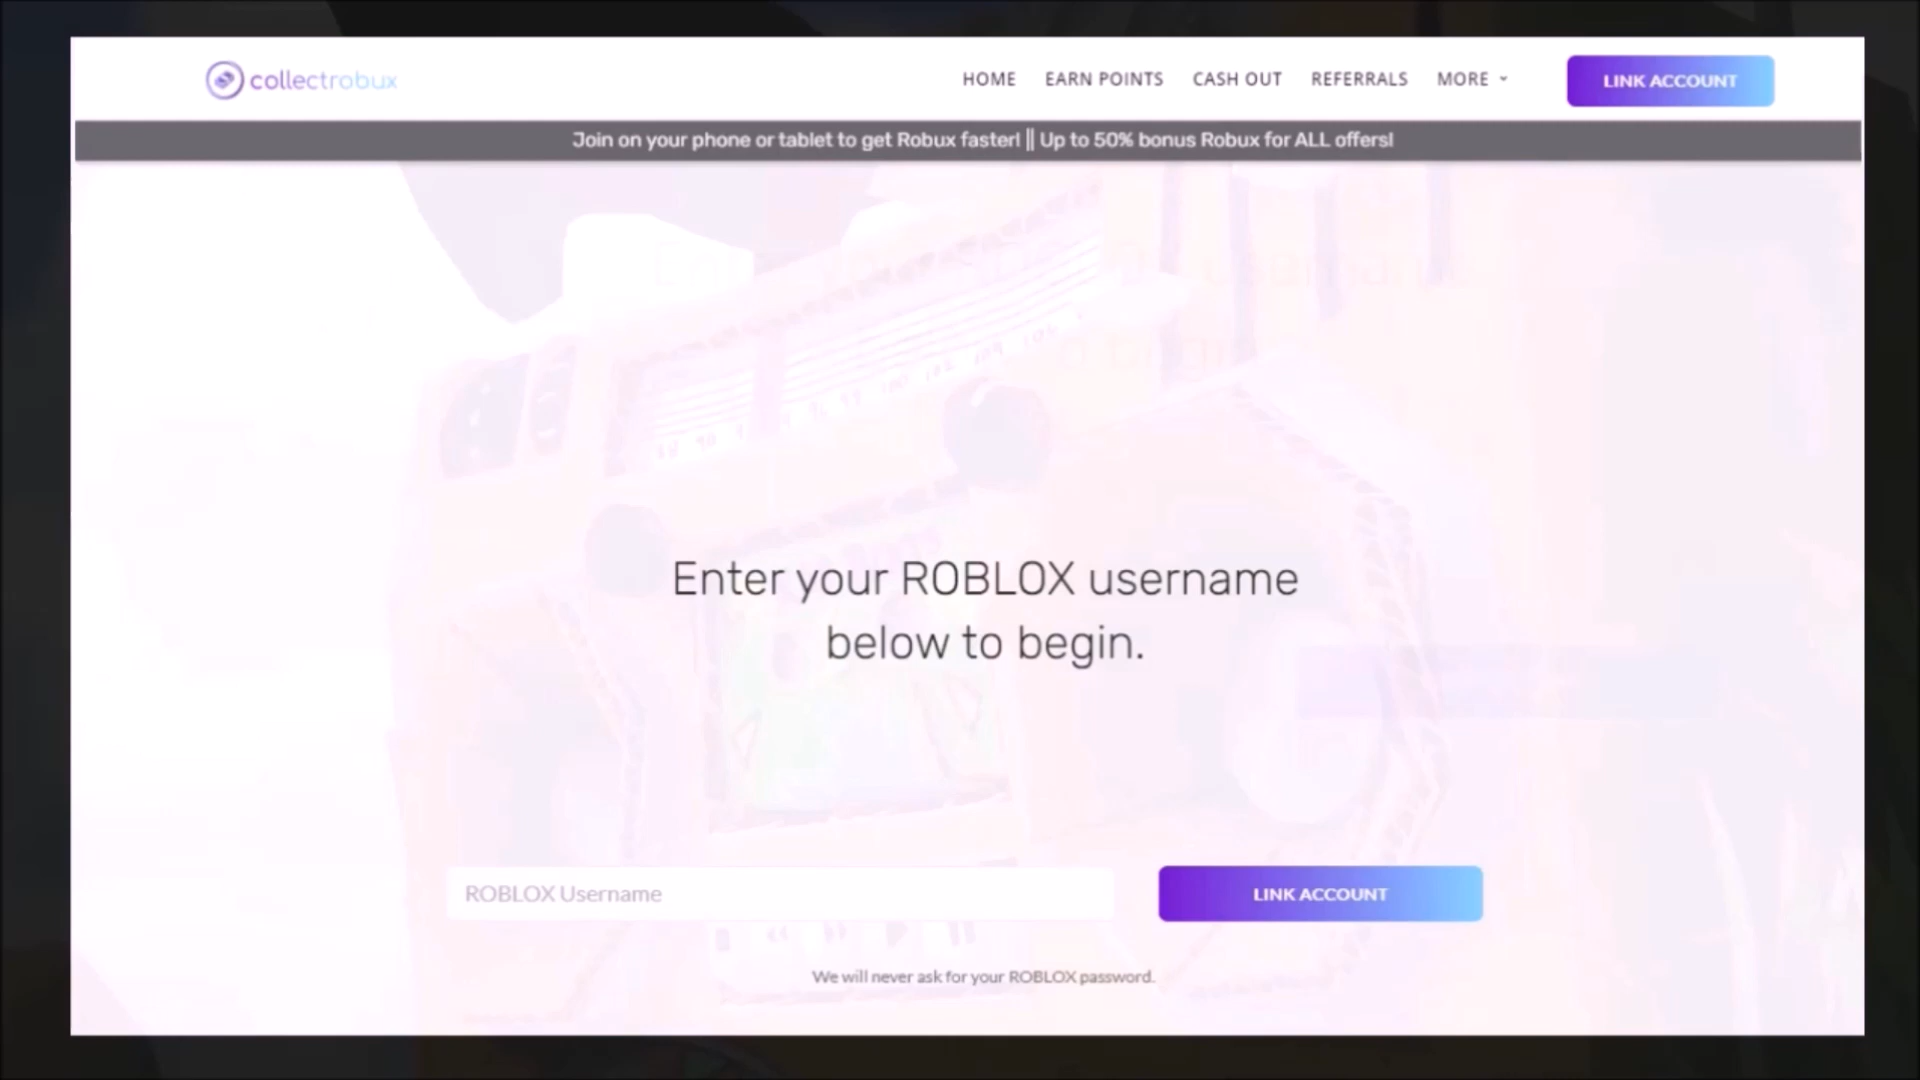 collectrobux
HOME EARN POINTS CASH OUT REFERRALS MORE LINK ACCOUNT
Join on your phone or tablet to get Robux faster! || Up to 50% bonus Robux for ALL offers!
Enter your ROBLOX username
below to begin.
ROBLOX Username LINK ACCOUNT
We will never ask for your ROBLOX password.